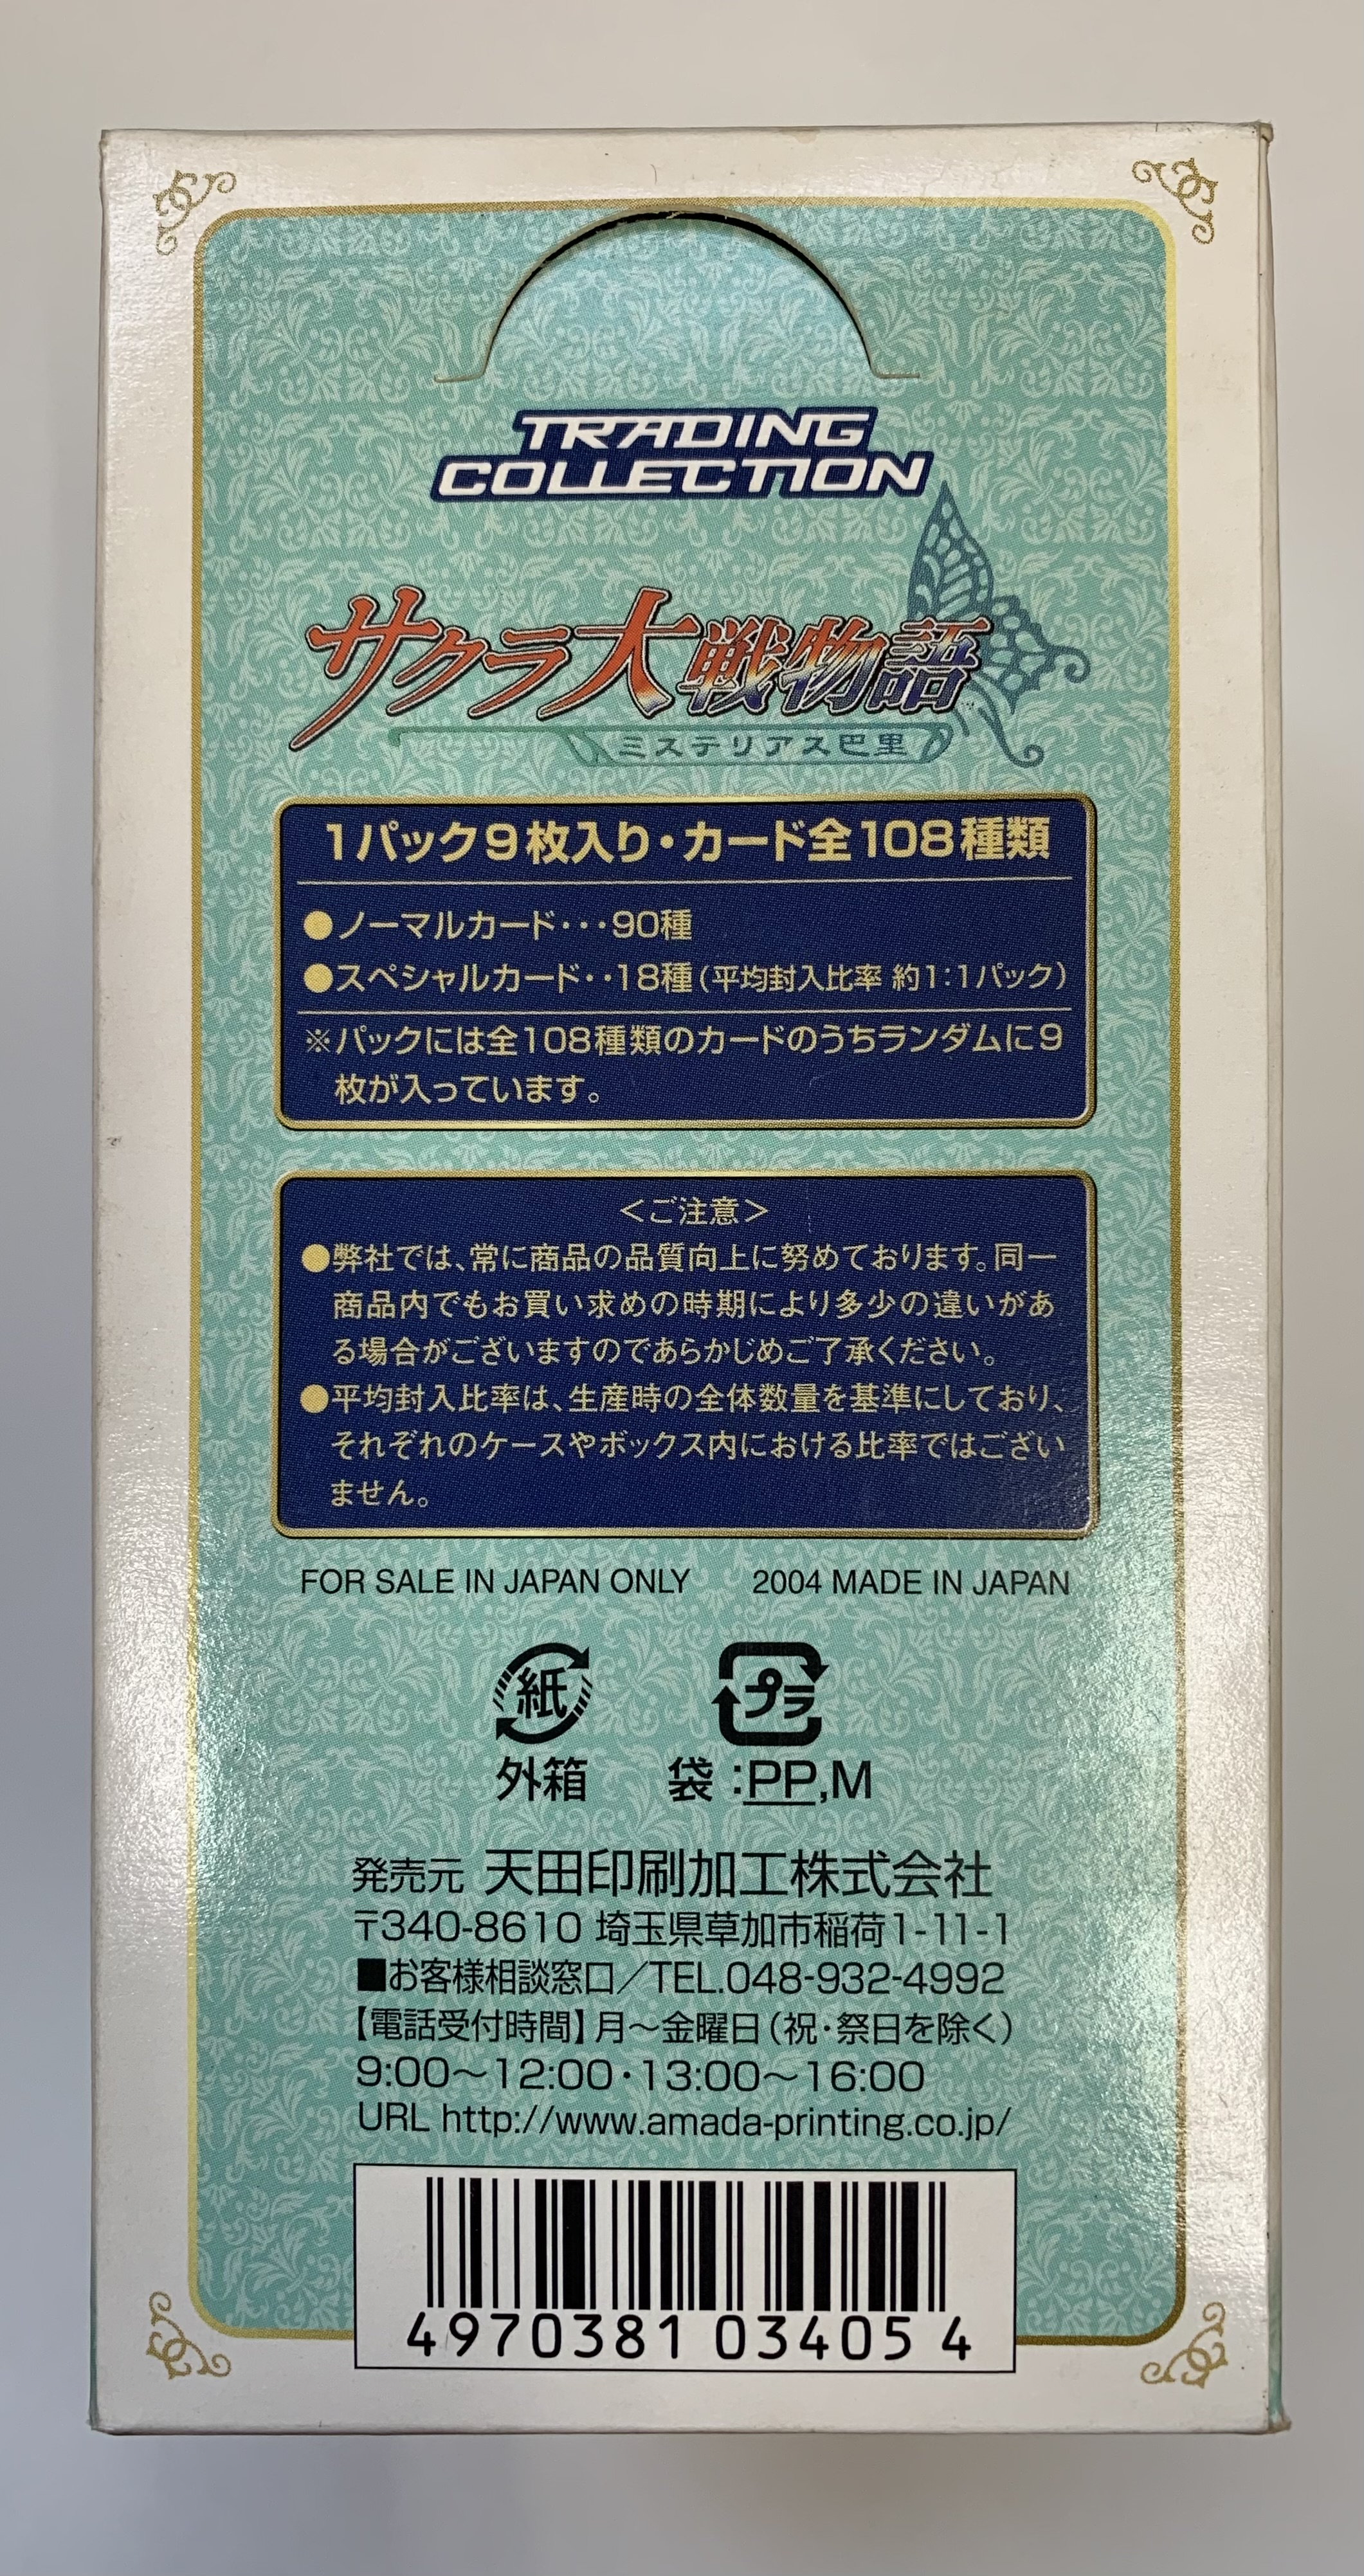 TRADING
COLLECTION
サクラ大戦物語
ミステリアス巴里
1パック9枚入り・カード全108種類
●ノーマルカード・・・90種
●スペシャルカード・・18種(平均封入比率 約1:1パック)
※パックには全108種類のカードのうちランダムに9
枚が入っています。
<ご注意>
●弊社では、常に商品の品質向上に努めております。同一
商品内でもお買い求めの時期により多少の違いがあ
る場合がございますのであらかじめご了承ください。
●平均封入比率は、生産時の全体数量を基準にしており、
それぞれのケースやボックス内における比率ではござい
ません。
FOR SALE IN JAPAN ONLY 2004 MADE IN JAPAN
紙 プラ
外箱 袋:PP,M
発売元 天田印刷加工株式会社
〒340-8610 埼玉県草加市稲荷1-11-1
■お客様相談窓口/TEL.048-932-4992
【電話受付時間】月〜金曜日(祝・祭日を除く)
9:00〜12:00・13:00〜16:00
URL http://www.amada-printing.co.jp/
4970381 034054